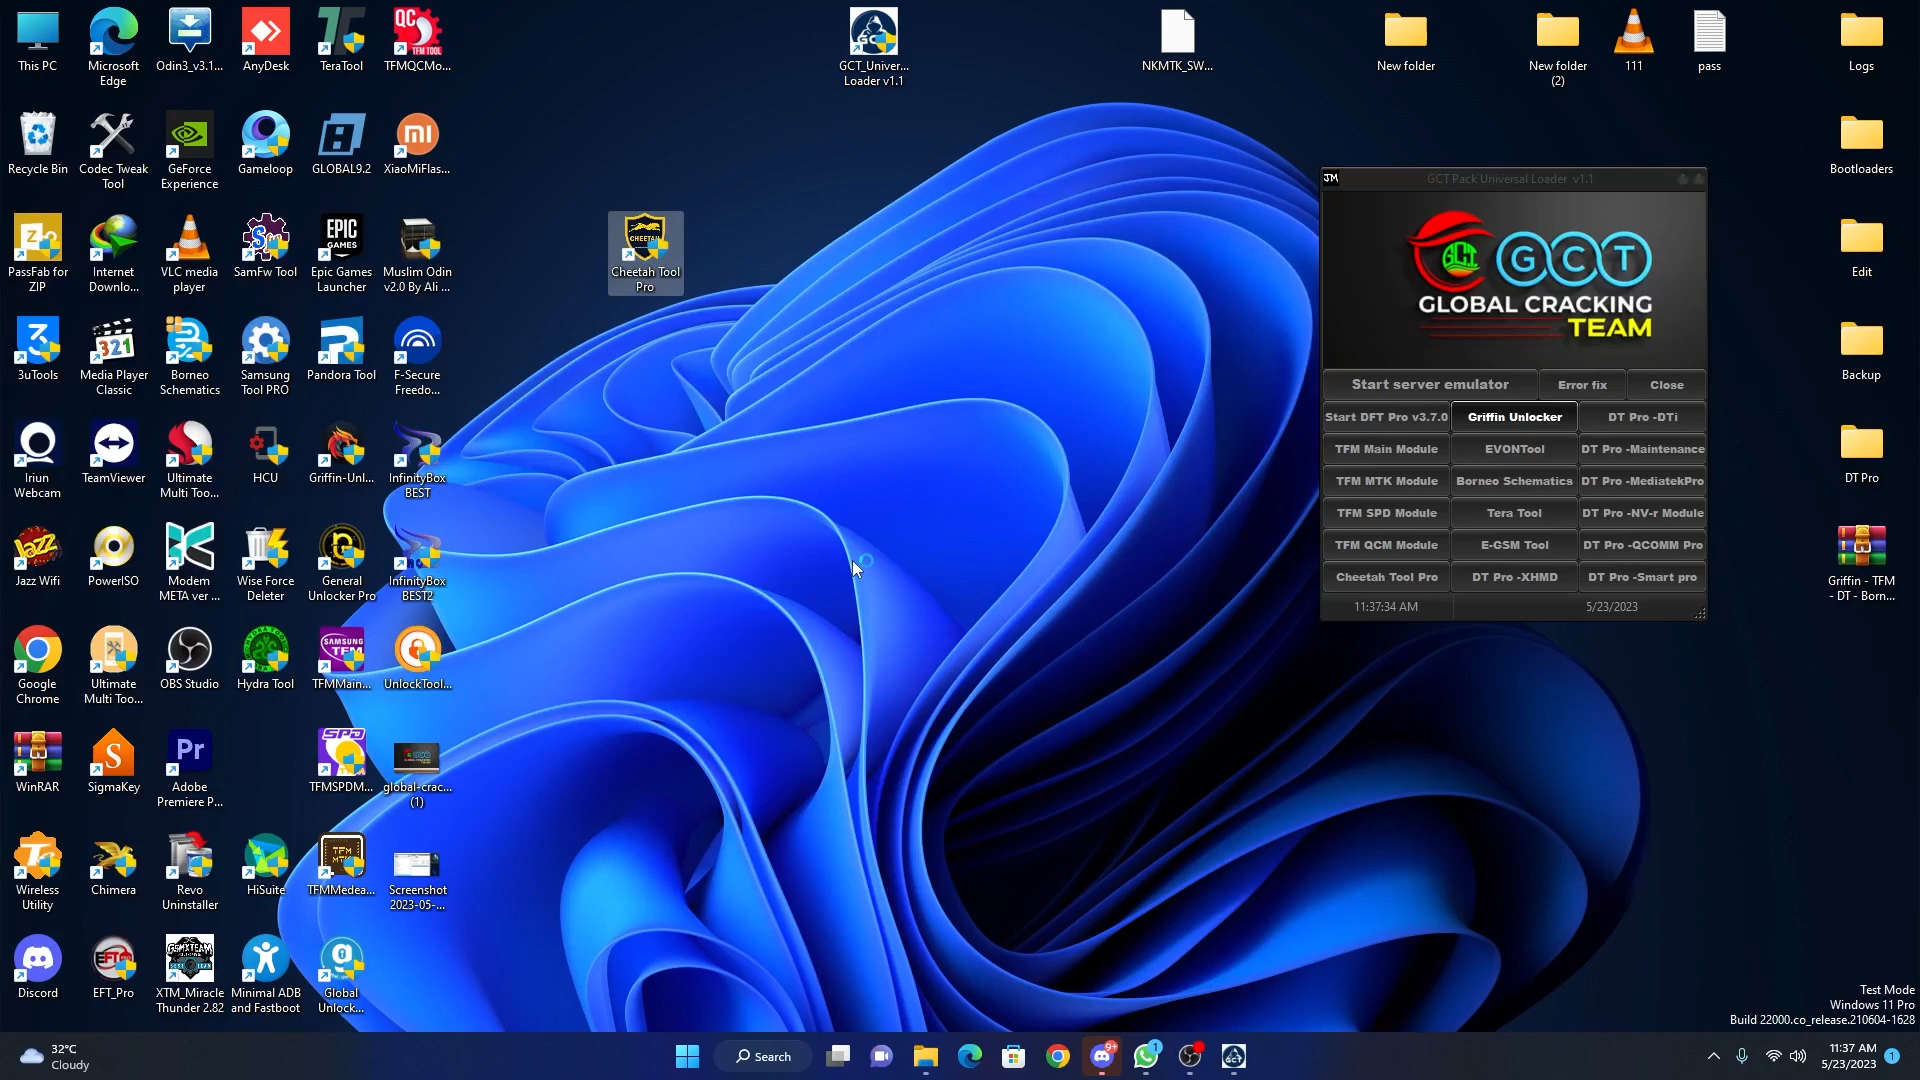 This PC
Microsoft
Edge
Odin3_v3.1...
AnyDesk
TeraTool
TFMQCMo...
GCT_Univer...
Loader v1.1
NKMTK_SW...
New folder
New folder
(2)
111
pass
Logs
Recycle Bin
Codec Tweak
Tool
GeForce
Experience
Gameloop
GLOBAL9.2
XiaoMiFlas...
Bootloaders
PassFab for
ZIP
Internet
Downlo...
VLC media
player
SamFw Tool
Epic Games
Launcher
Muslim Odin
v2.0 By Ali ...
Cheetah Tool
Pro
Edit
3uTools
Media Player
Classic
Borneo
Schematics
Samsung
Tool PRO
Pandora Tool
F-Secure
Freedo...
Backup
Iriun
Webcam
TeamViewer
Ultimate
Multi Too...
HCU
Griffin-Unl...
InfinityBox
BEST
DT Pro
Jazz Wifi
PowerISO
Modem
META ver ...
Wise Force
Deleter
General
Unlocker Pro
InfinityBox
BEST2
Griffin - TFM
- DT - Born...
Google
Chrome
Ultimate
Multi Too...
OBS Studio
Hydra Tool
TFMMain...
UnlockTool...
WinRAR
SigmaKey
Adobe
Premiere P...
TFMSPDM...
global-crac...
(1)
Wireless
Utility
Chimera
Revo
Uninstaller
HiSuite
TFMMedea...
Screenshot
2023-05-...
Discord
EFT_Pro
XTM_Miracle
Thunder 2.82
Minimal ADB
and Fastboot
Global
Unlock...
JM
GCT Pack Universal Loader v1.1
GCT
GCT
GLOBAL CRACKING
TEAM
Start server emulator
Error fix
Close
Start DFT Pro v3.7.0
Griffin Unlocker
DT Pro -DTi
TFM Main Module
EVONTool
DT Pro -Maintenance
TFM MTK Module
Borneo Schematics
DT Pro -MediatekPro
TFM SPD Module
Tera Tool
DT Pro -NV-r Module
TFM QCM Module
E-GSM Tool
DT Pro -QCOMM Pro
Cheetah Tool Pro
DT Pro -XHMD
DT Pro -Smart pro
11:37:34 AM
5/23/2023
Test Mode
Windows 11 Pro
Build 22000.co_release.210604-1628
32°C
Cloudy
Search
9+
1
11:37 AM
5/23/2023
1